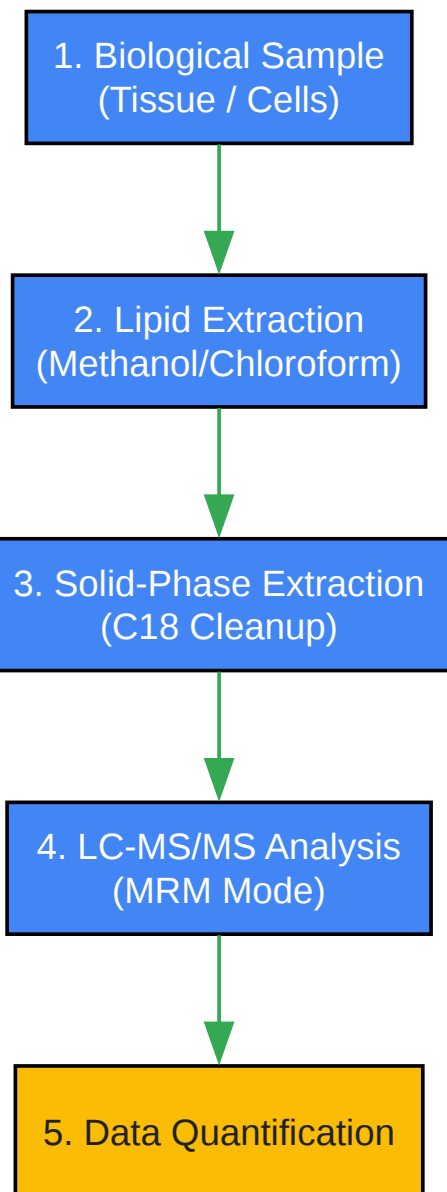 1. Biological Sample
(Tissue / Cells)
2. Lipid Extraction
(Methanol/Chloroform)
3. Solid-Phase Extraction
(C18 Cleanup)
4. LC-MS/MS Analysis
(MRM Mode)
5. Data Quantification